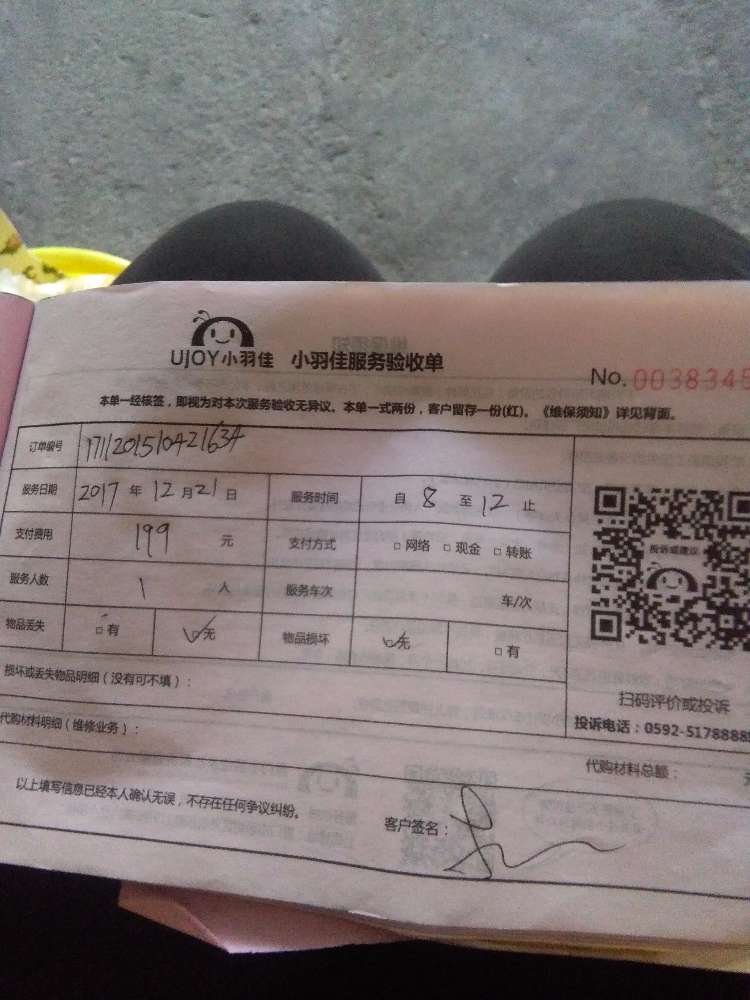 UJOY小羽佳 小羽佳服务验收单
No. 0038348
本单一经核签，即视为对本次服务验收无异议。本单一式两份，客户留存一份(红)。《维保须知》详见背面。
订单编号 1711201510421634
服务日期 2017 年 12 月 21 日 服务时间 自 8 至 12 止
支付费用 199 元 支付方式 □ 网络 □ 现金 □ 转账
服务人数 1 人 服务车次 车/次
物品丢失 □ 有 □无 物品损坏 □无 □ 有
投诉或建议
扫码评价或投诉
投诉电话：0592-5178888
损坏或丢失物品明细（没有可不填）：
代购材料明细（维修业务）：
代购材料总额：
以上填写信息已经本人确认无误，不存在任何争议纠纷。
客户签名：